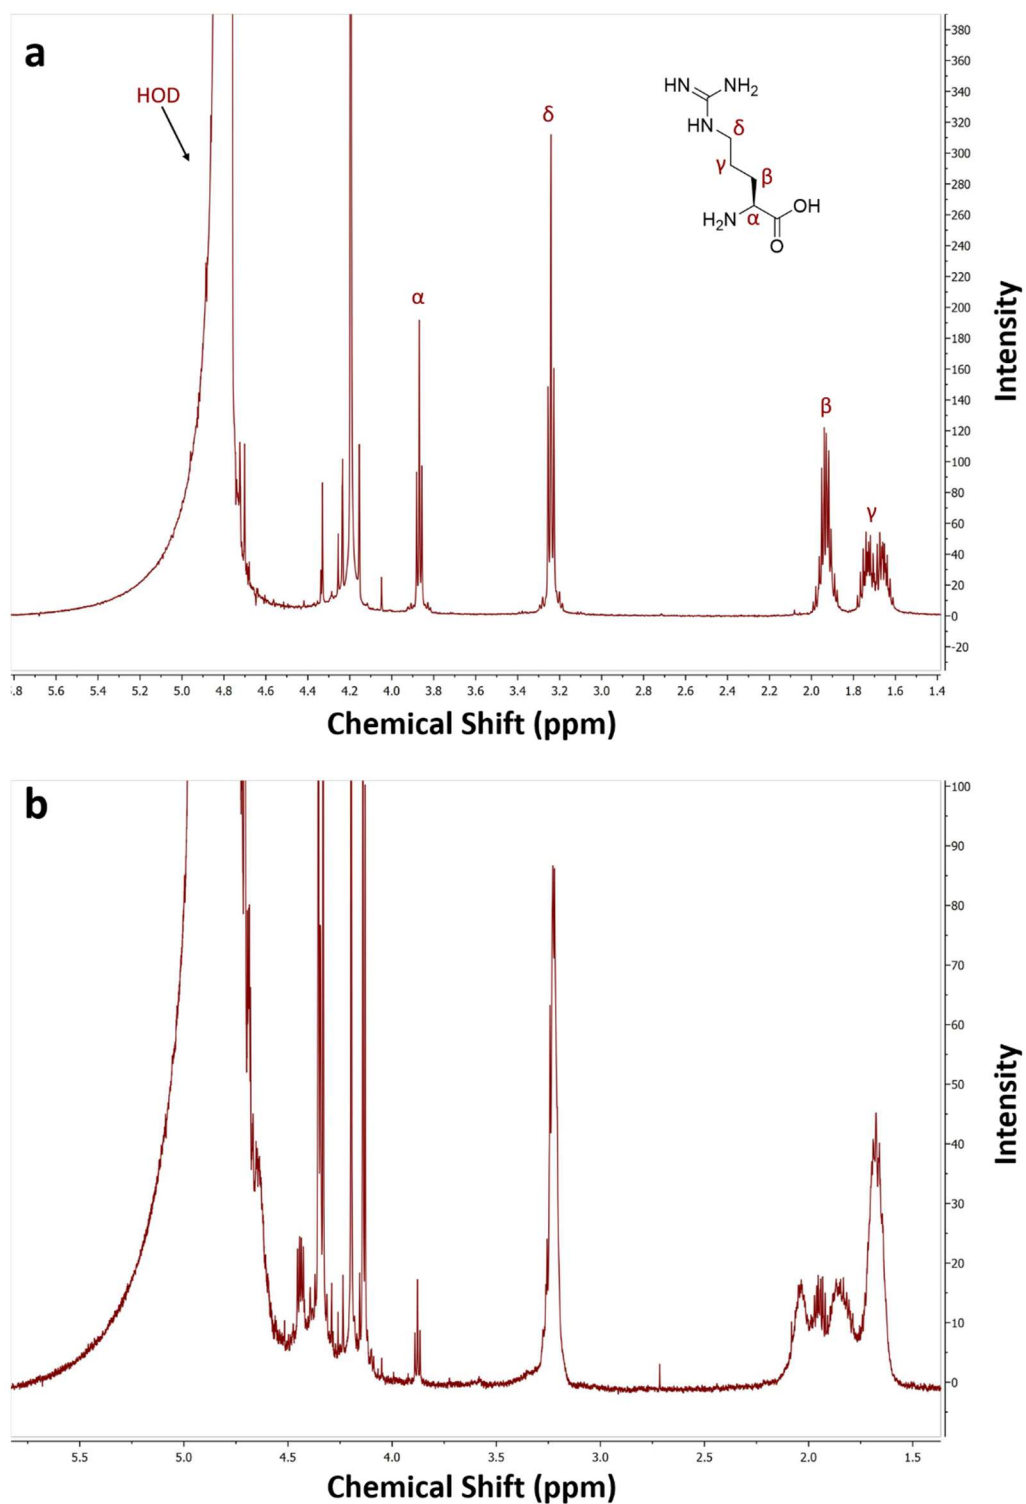 a
HOD
HN
NH₂
HN
δ
γ
β
H₂N
α
OH
O
δ
α
β
γ
380
360
340
320
300
280
260
240
220
200
180
160
140
120
100
80
60
40
20
0
-20
Intensity
5.8 5.6 5.4 5.2 5.0 4.8 4.6 4.4 4.2 4.0 3.8 3.6 3.4 3.2 3.0 2.8 2.6 2.4 2.2 2.0 1.8 1.6 1.4
Chemical Shift (ppm)
b
100
90
80
70
60
50
40
30
20
10
0
Intensity
5.5 5.0 4.5 4.0 3.5 3.0 2.5 2.0 1.5
Chemical Shift (ppm)